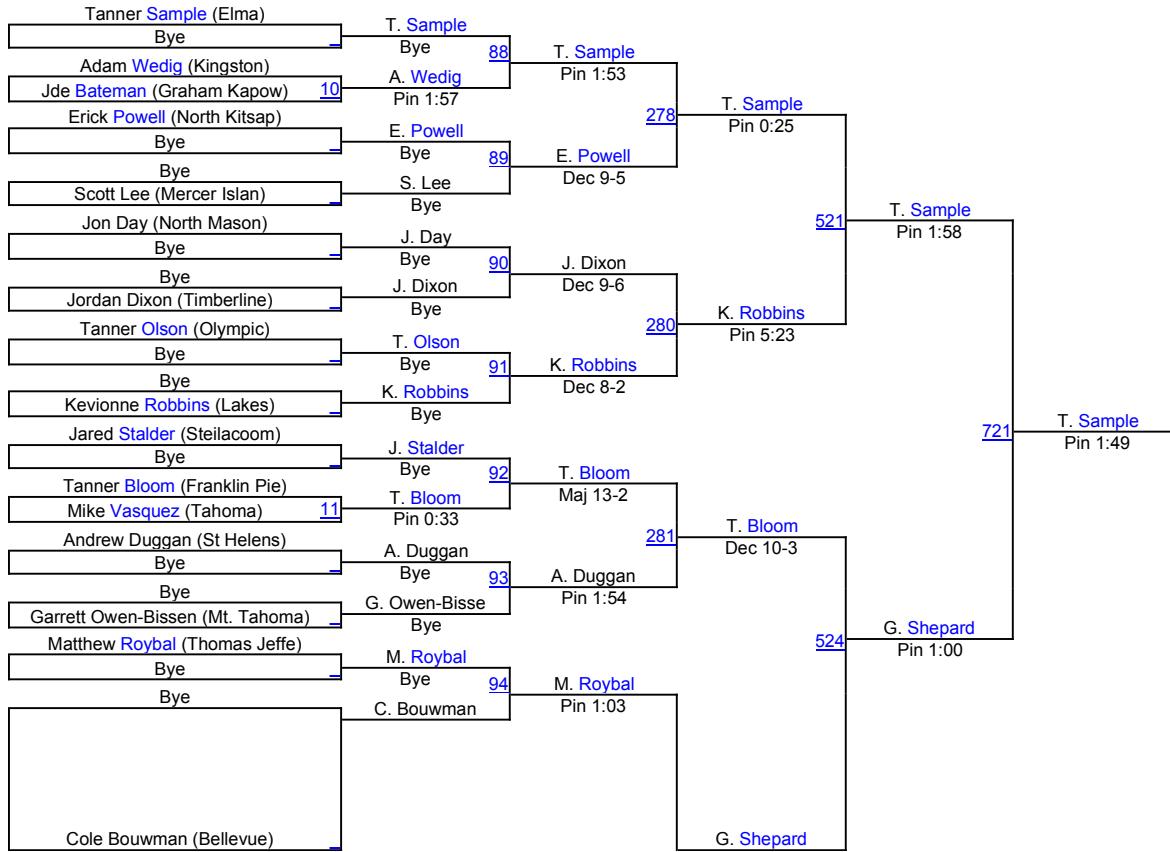 Tanner Sample (Elma)
Bye
Adam Wedig (Kingston)
Jde Bateman (Graham Kapow) 10
Erick Powell (North Kitsap)
Bye
Bye
Scott Lee (Mercer Islan)
Jon Day (North Mason)
Bye
Bye
Jordan Dixon (Timberline)
Tanner Olson (Olympic)
Bye
Bye
Kevionne Robbins (Lakes)
Jared Stalder (Steilacoom)
Bye
Tanner Bloom (Franklin Pie)
Mike Vasquez (Tahoma) 11
Andrew Duggan (St Helens)
Bye
Bye
Garrett Owen-Bissen (Mt. Tahoma)
Matthew Roybal (Thomas Jeffe)
Bye
Bye
Cole Bouwman (Bellevue)
T. Sample
Bye
88
A. Wedig
Pin 1:57
E. Powell
Bye
89
S. Lee
Bye
J. Day
Bye
90
J. Dixon
Bye
T. Olson
Bye
91
K. Robbins
Bye
J. Stalder
Bye
92
T. Bloom
Pin 0:33
A. Duggan
Bye
93
G. Owen-Bisse
Bye
M. Roybal
Bye
94
C. Bouwman
T. Sample
Pin 1:53
278
E. Powell
Dec 9-5
J. Dixon
Dec 9-6
280
K. Robbins
Dec 8-2
T. Bloom
Maj 13-2
281
A. Duggan
Pin 1:54
M. Roybal
Pin 1:03
T. Sample
Pin 0:25
521
K. Robbins
Pin 5:23
T. Bloom
Dec 10-3
524
G. Shepard
T. Sample
Pin 1:58
721
G. Shepard
Pin 1:00
T. Sample
Pin 1:49